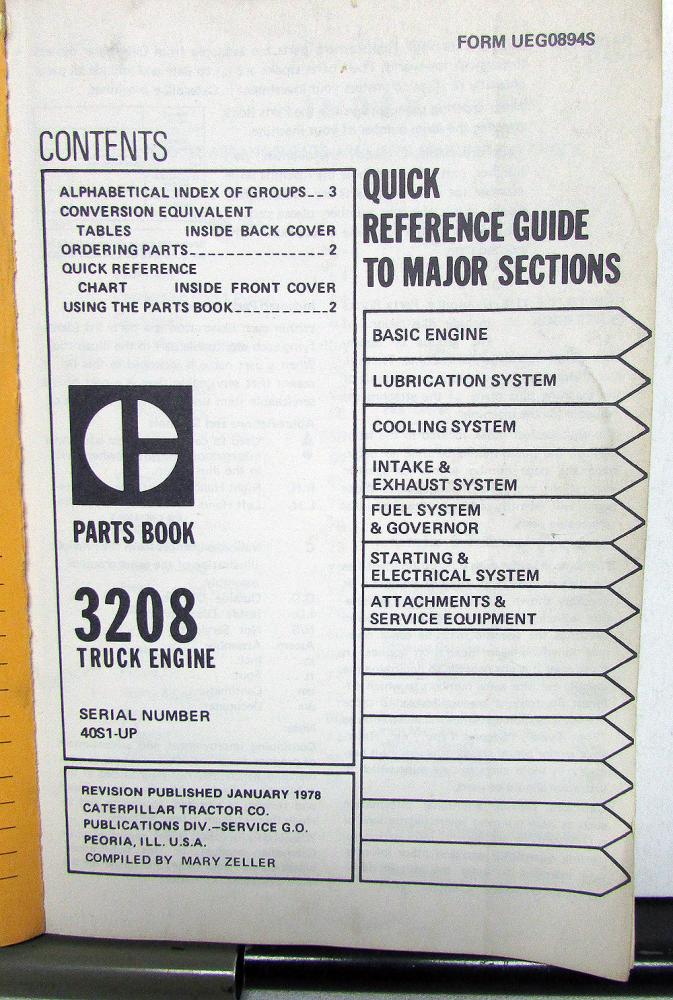 FORM UEG0894S
CONTENTS
ALPHABETICAL INDEX OF GROUPS__ 3
CONVERSION EQUIVALENT
TABLES INSIDE BACK COVER
ORDERING PARTS______________ 2
QUICK REFERENCE
CHART INSIDE FRONT COVER
USING THE PARTS BOOK_________2
PARTS BOOK
3208
TRUCK ENGINE
SERIAL NUMBER
40S1-UP
REVISION PUBLISHED JANUARY 1978
CATERPILLAR TRACTOR CO.
PUBLICATIONS DIV.–SERVICE G.O.
PEORIA, ILL. U.S.A.
COMPILED BY MARY ZELLER
QUICK
REFERENCE GUIDE
TO MAJOR SECTIONS
BASIC ENGINE
LUBRICATION SYSTEM
COOLING SYSTEM
INTAKE &
EXHAUST SYSTEM
FUEL SYSTEM
& GOVERNOR
STARTING &
ELECTRICAL SYSTEM
ATTACHMENTS &
SERVICE EQUIPMENT